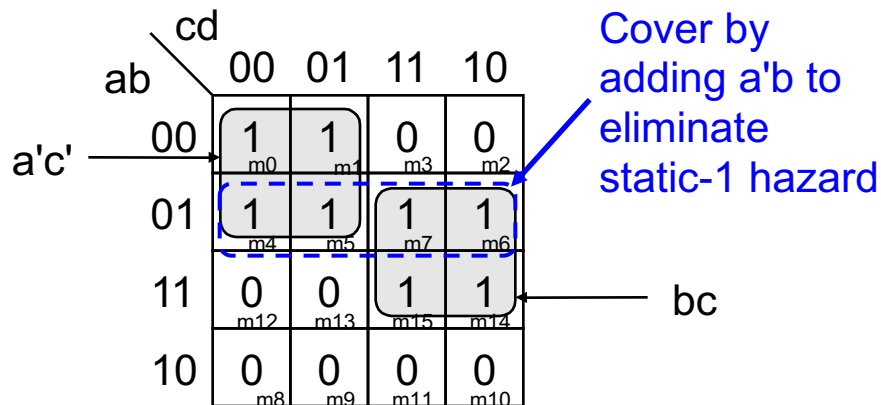 cd
Cover by
ab
00 01 11 10
adding a'b to
eliminate
static-1 hazard
00 1 1 0 0
m0 m1 m3 m2
a'c'
01 1 1 1 1
m4 m5 m7 m6
11 0 0 1 1
m12 m13 m15 m14
bc
10 0 0 0 0
m8 m9 m11 m10